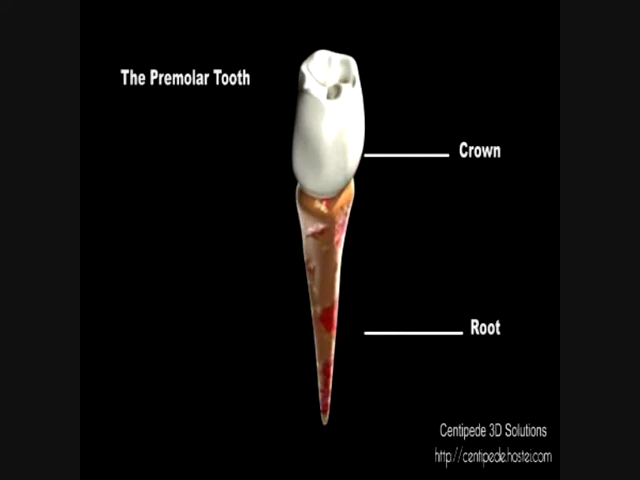 The Premolar Tooth
Crown
Root
Centipede 3D Solutions
http://centipede.hostei.com